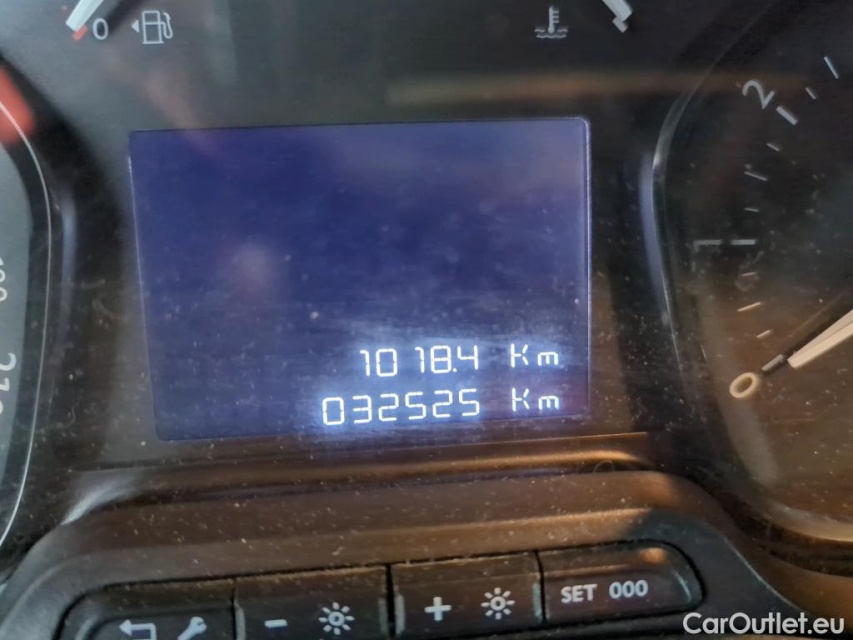 0
2
1
1018.4 Km
032525 Km
0
- + SET 000
CarOutlet.eu